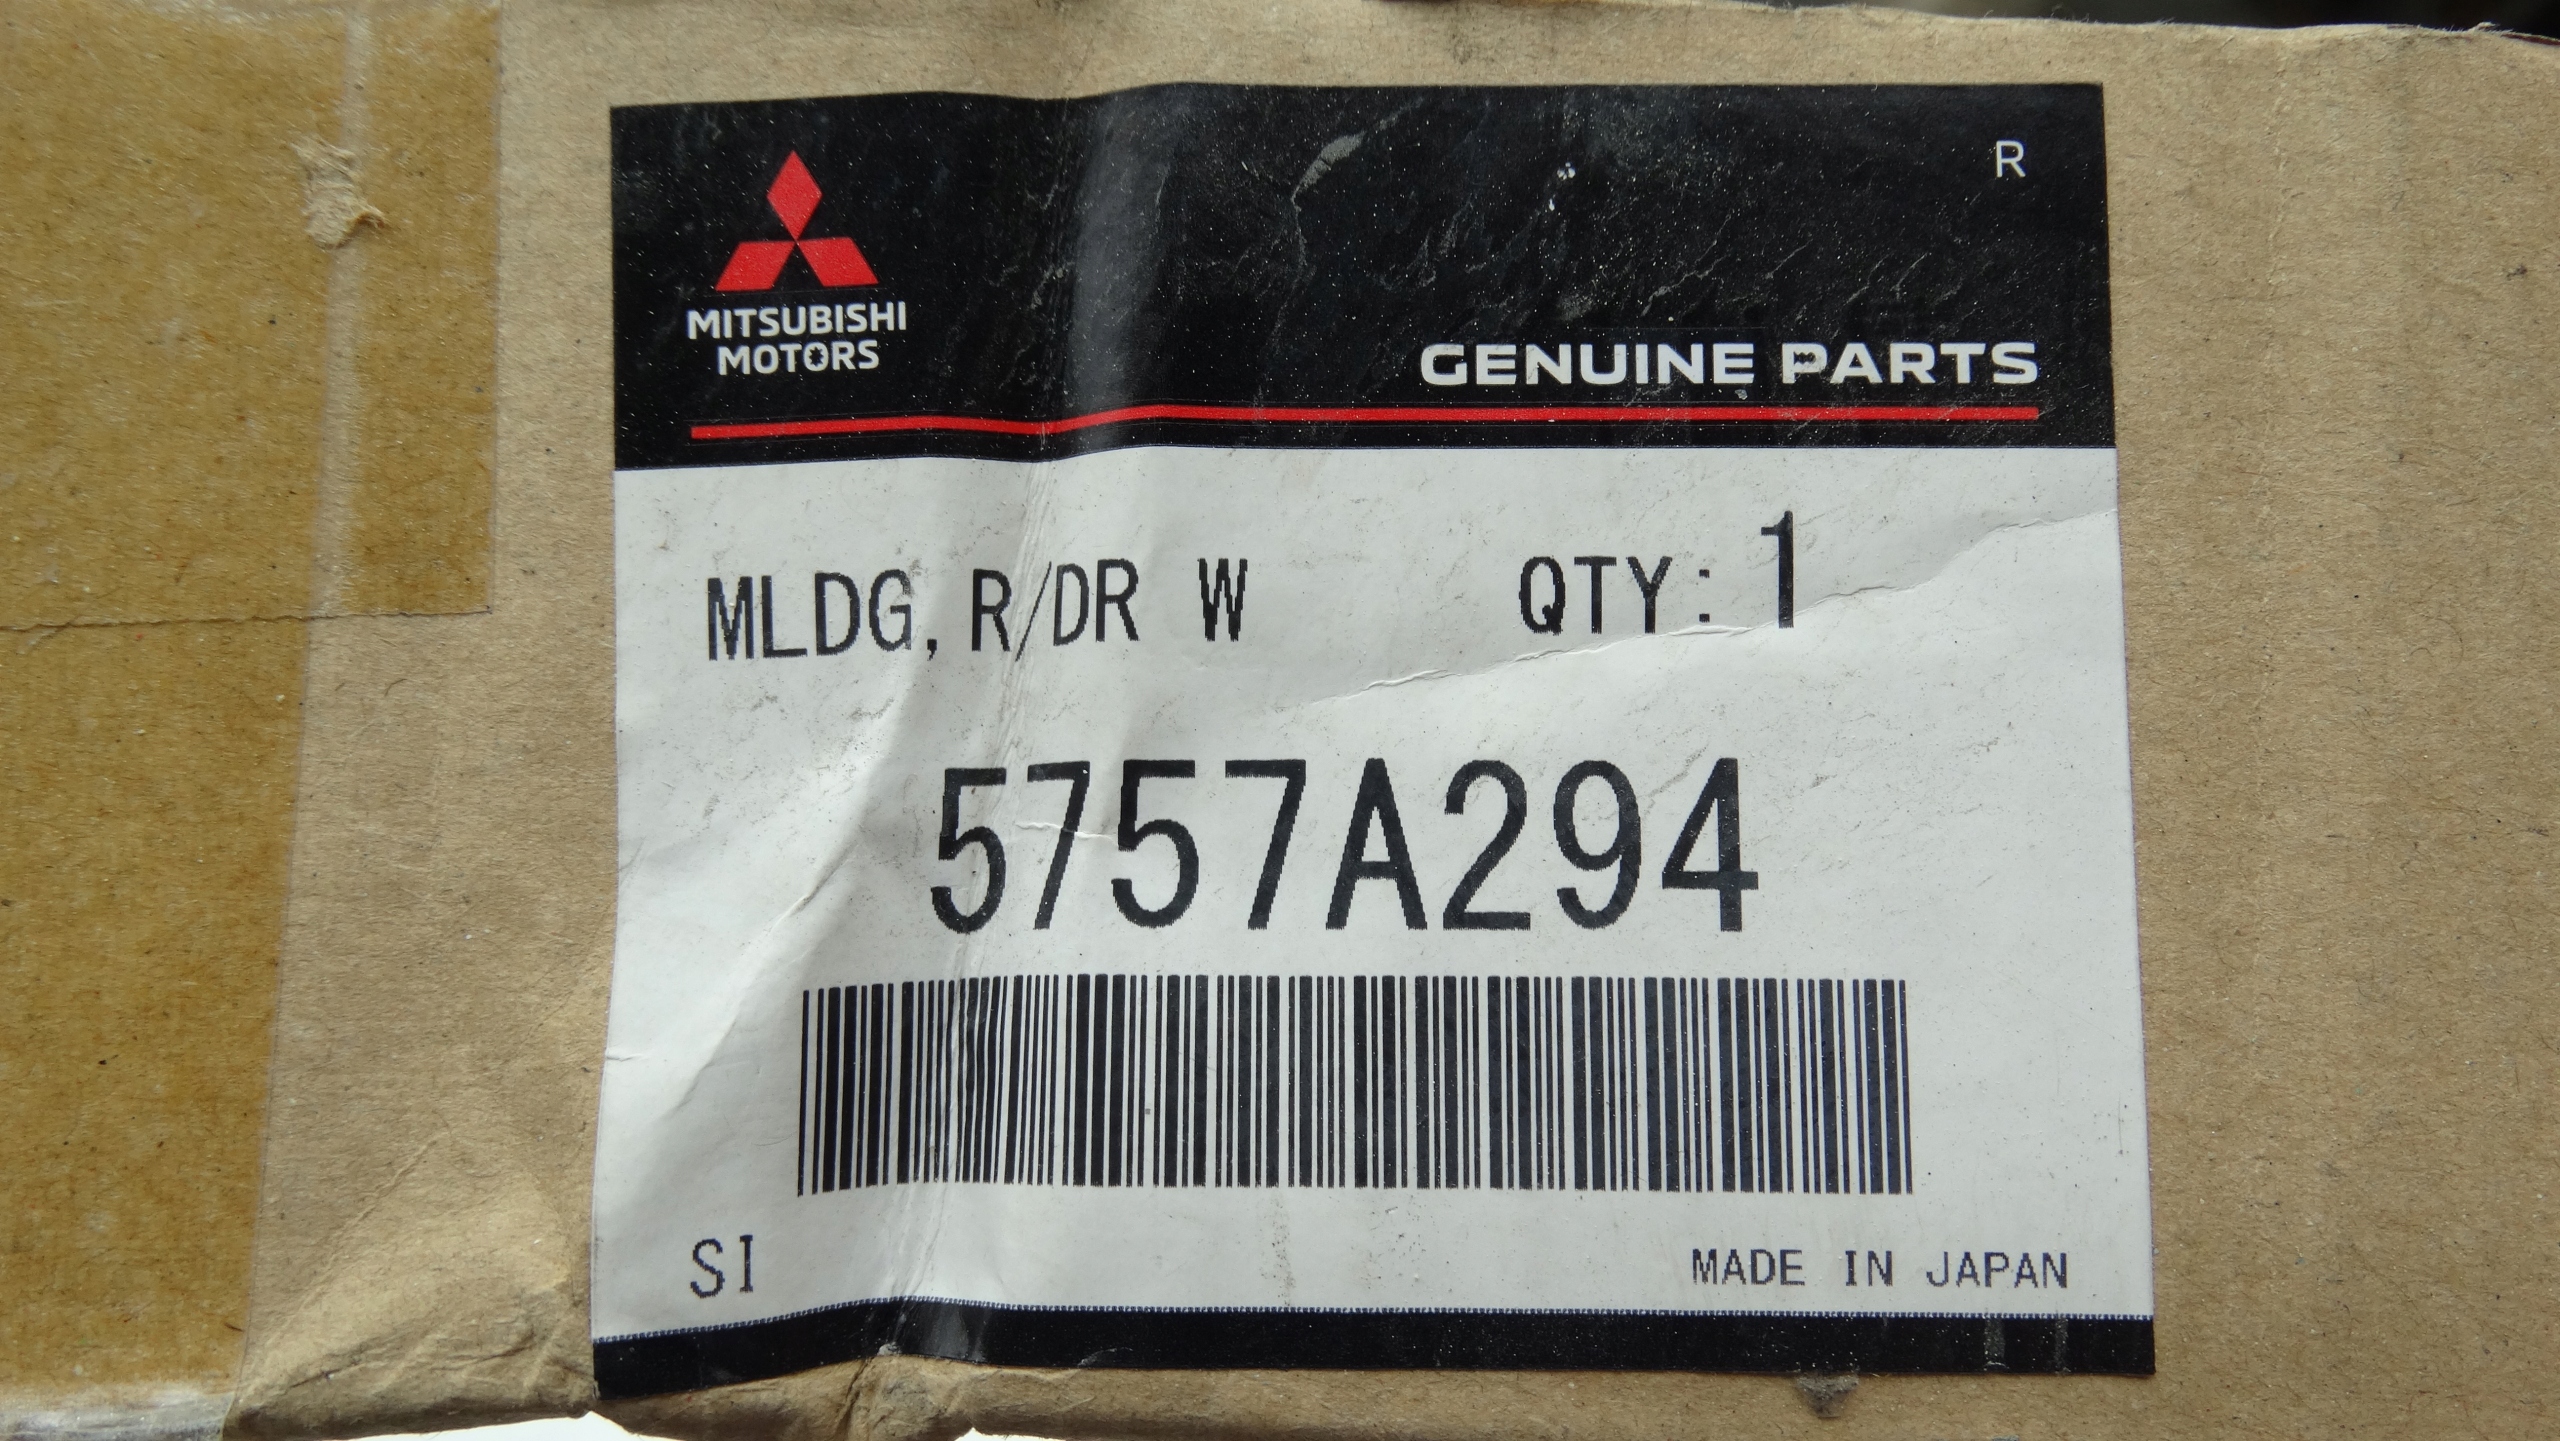 R
MITSUBISHI
MOTORS
GENUINE PARTS
MLDG, R/DR W QTY: 1
5757A294
SI MADE IN JAPAN